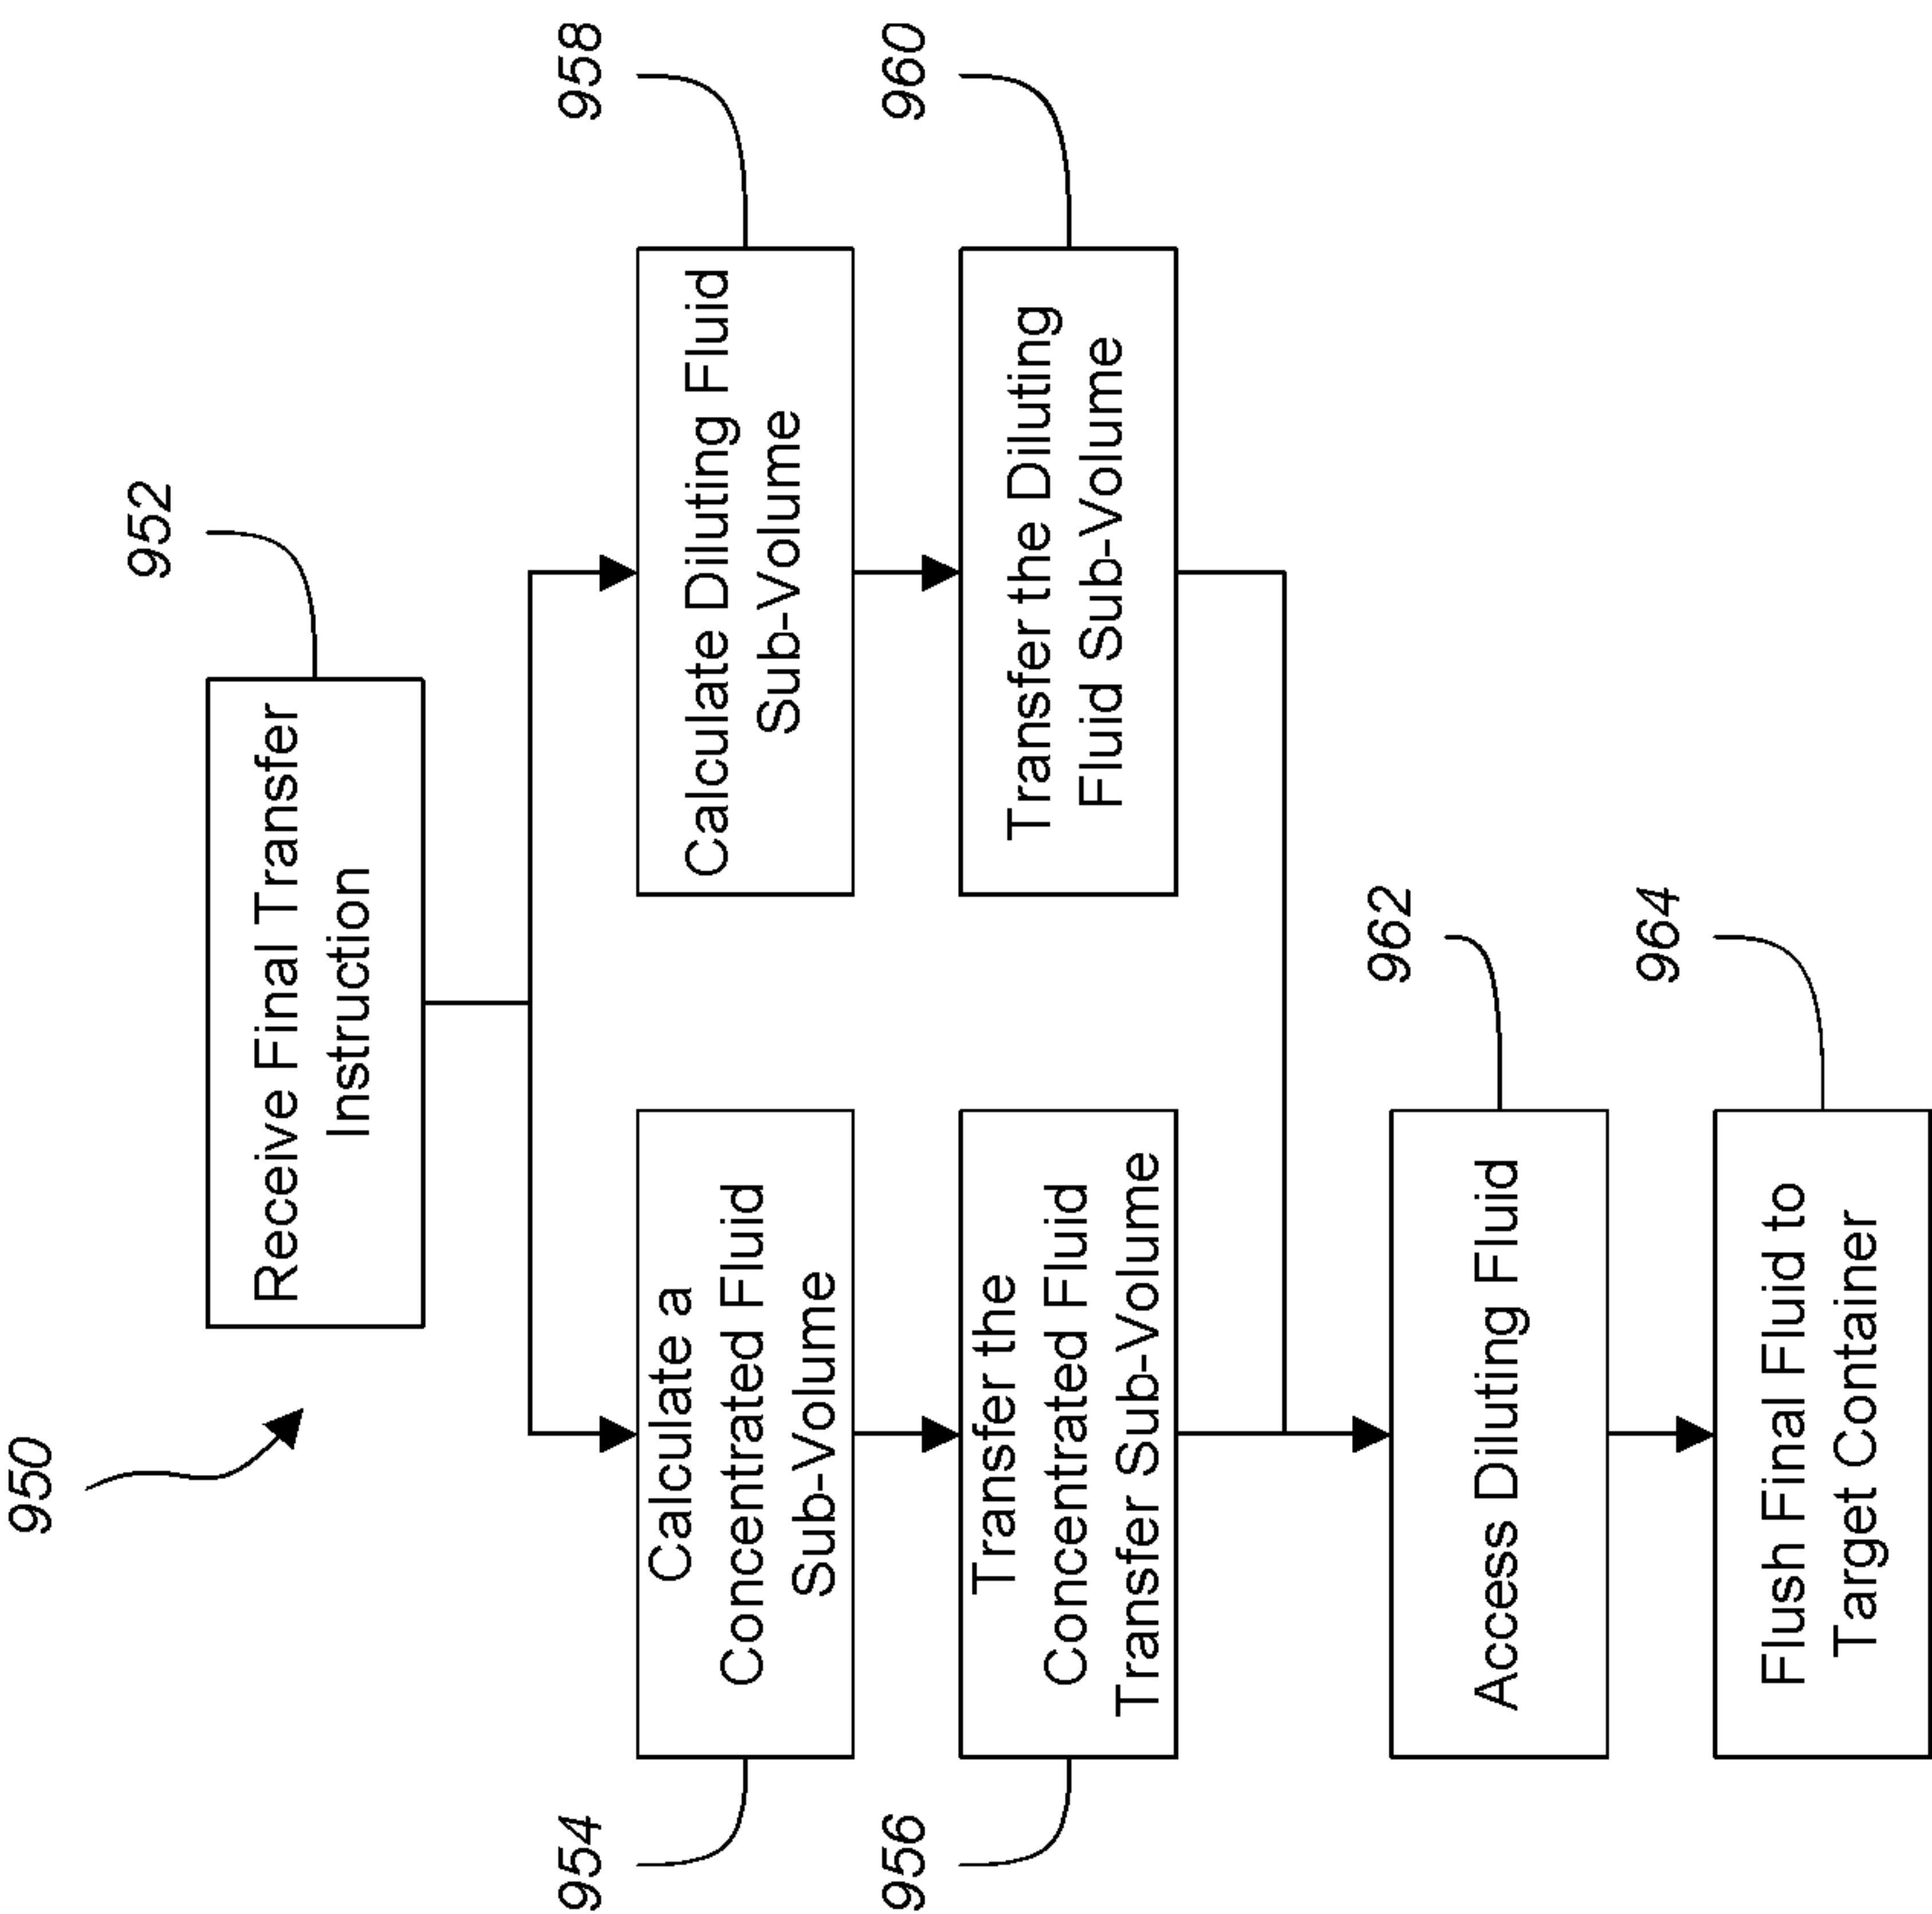 950
952
Receive Final Transfer
Instruction
954
Calculate a
Concentrated Fluid
Sub-Volume
958
Calculate Diluting Fluid
Sub-Volume
956
Transfer the
Concentrated Fluid
Transfer Sub-Volume
960
Transfer the Diluting
Fluid Sub-Volume
962
Access Diluting Fluid
964
Flush Final Fluid to
Target Container